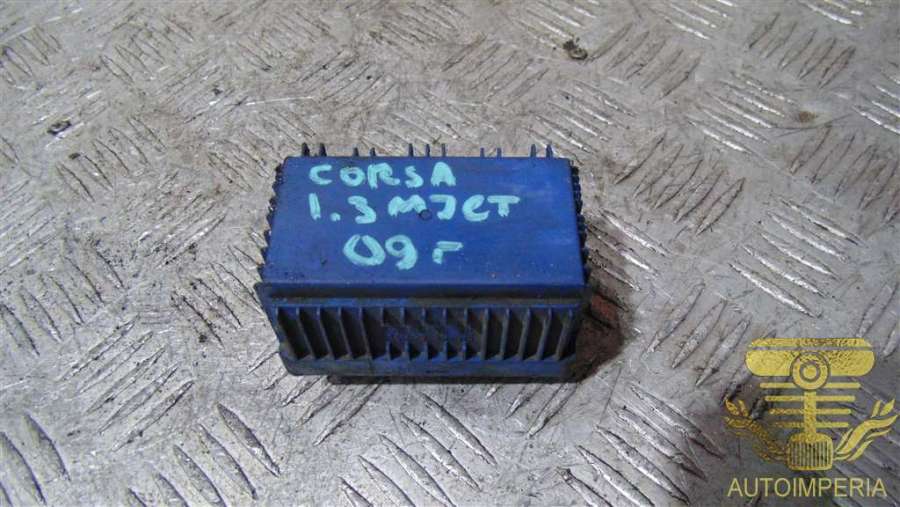 CORSA
1.3 MJET
09 г
AUTOIMPERIA